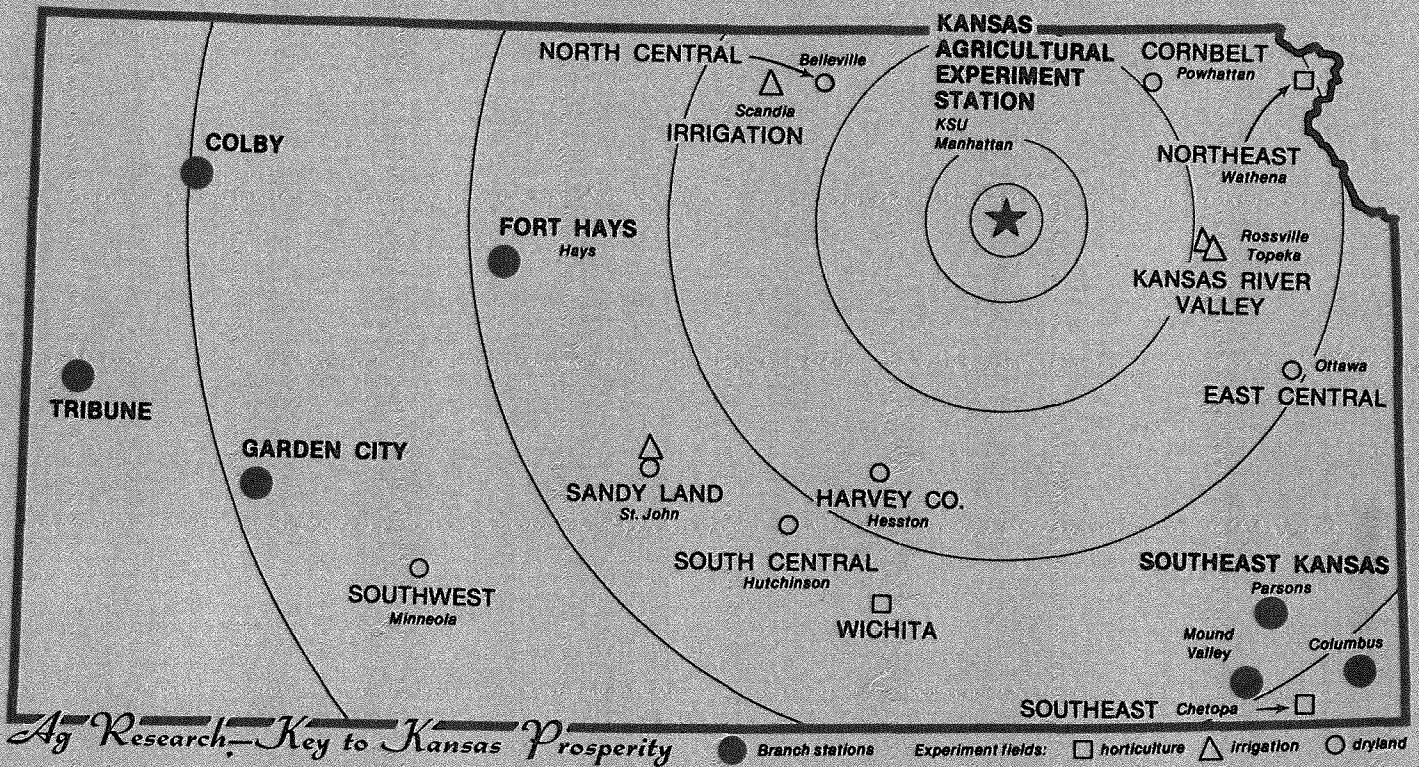 KANSAS
AGRICULTURAL
EXPERIMENT
STATION
KSU
Manhattan
NORTH CENTRAL
Belleville
Scandia
IRRIGATION
CORNBELT
Powhattan
NORTHEAST
Wathena
COLBY
FORT HAYS
Hays
Rossville
Topeka
KANSAS RIVER
VALLEY
TRIBUNE
Ottawa
EAST CENTRAL
GARDEN CITY
SANDY LAND
St. John
HARVEY CO.
Hesston
SOUTH CENTRAL
Hutchinson
SOUTHWEST
Minneola
WICHITA
SOUTHEAST KANSAS
Parsons
Mound
Valley
Columbus
SOUTHEAST Chetopa
Ag Research—Key to Kansas Prosperity
Branch stations Experiment fields: horticulture irrigation dryland